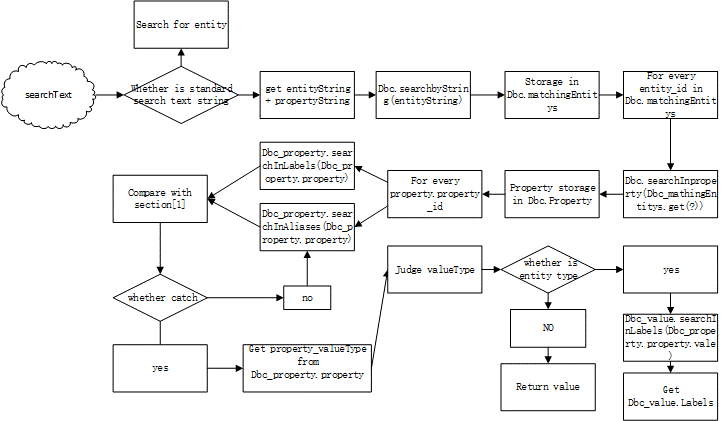 Search for entity
searchText
Whether is standard
search text string
get entityString
+ propertyString
Dbc.searchbyStrin
g(entityString)
Storage in
Dbc.matchingEntit
ys
For every
entity_id in
Dbc.matchingEntitys
Compare with
section[1]
Dbc_property.sear
chInLabels(Dbc_pr
operty.property)
Dbc_property.sear
chInAliases(Dbc_p
roperty.property)
For every
property.property
_id
Property storage
in Dbc.Property
Dbc.searchInprope
rty(Dbc_mathingEn
titys.get(?))
whether catch
no
Judge valueType
whether is
entity type
yes
yes
Get property_valueType
from
Dbc_property.property
NO
Return value
Dbc_value.searchI
nLabels(Dbc_prope
rty.property.vale
)
Get
Dbc_value.Labels